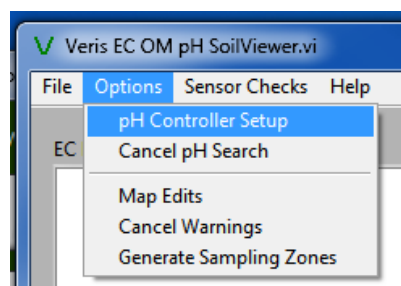 Veris EC OM pH SoilViewer.vi
File Options Sensor Checks Help
pH Controller Setup
EC
Cancel pH Search
Map Edits
Cancel Warnings
Generate Sampling Zones